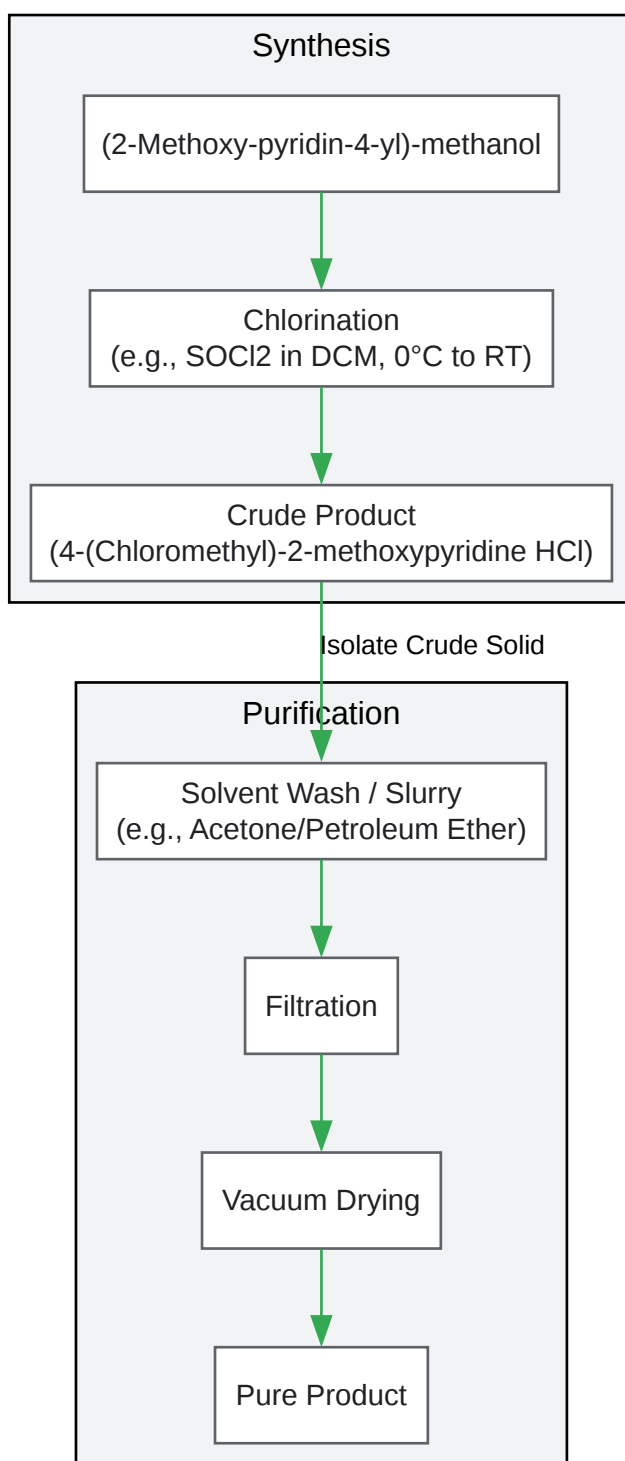 Synthesis
(2-Methoxy-pyridin-4-yl)-methanol
Chlorination
(e.g., SOCl2 in DCM, 0°C to RT)
Crude Product
(4-(Chloromethyl)-2-methoxypyridine HCl)
Isolate Crude Solid
Purification
Solvent Wash / Slurry
(e.g., Acetone/Petroleum Ether)
Filtration
Vacuum Drying
Pure Product